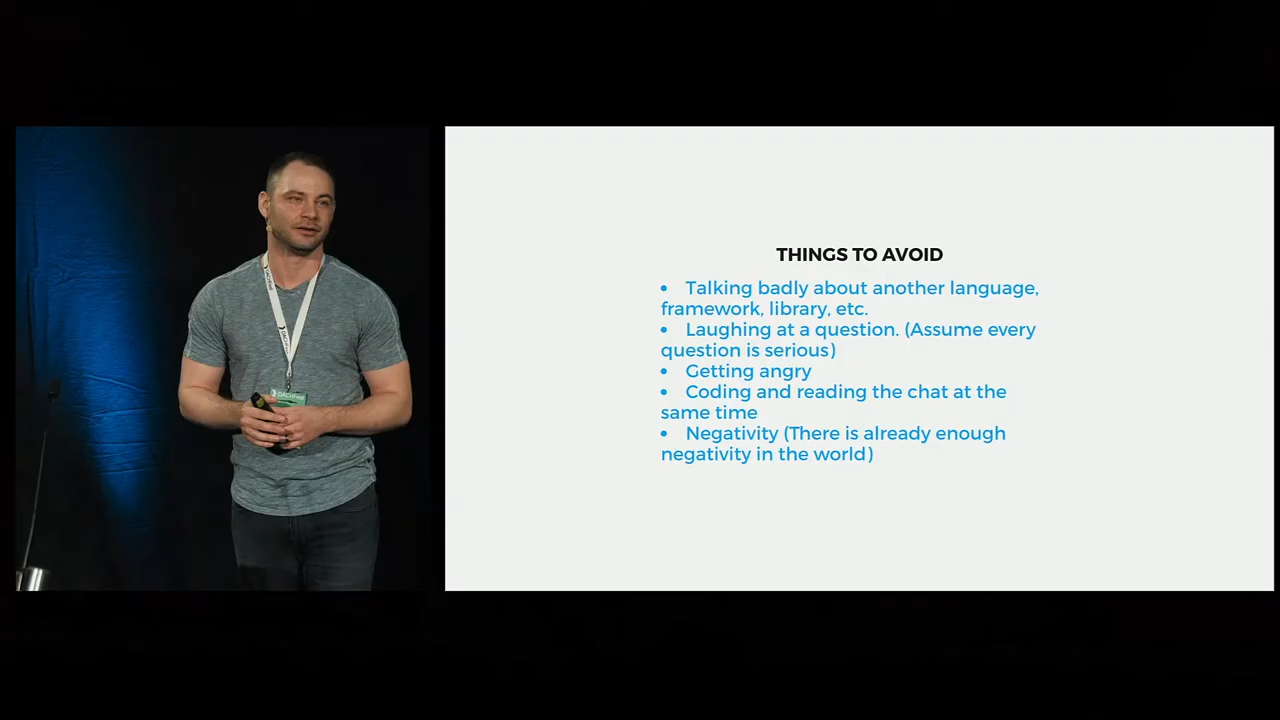 THINGS TO AVOID
• Talking badly about another language,
framework, library, etc.
• Laughing at a question. (Assume every
question is serious)
• Getting angry
• Coding and reading the chat at the
same time
• Negativity (There is already enough
negativity in the world)